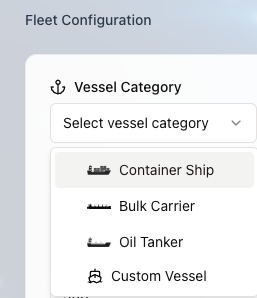 Fleet Configuration
Vessel Category
Select vessel category
Container Ship
Bulk Carrier
Oil Tanker
Custom Vessel